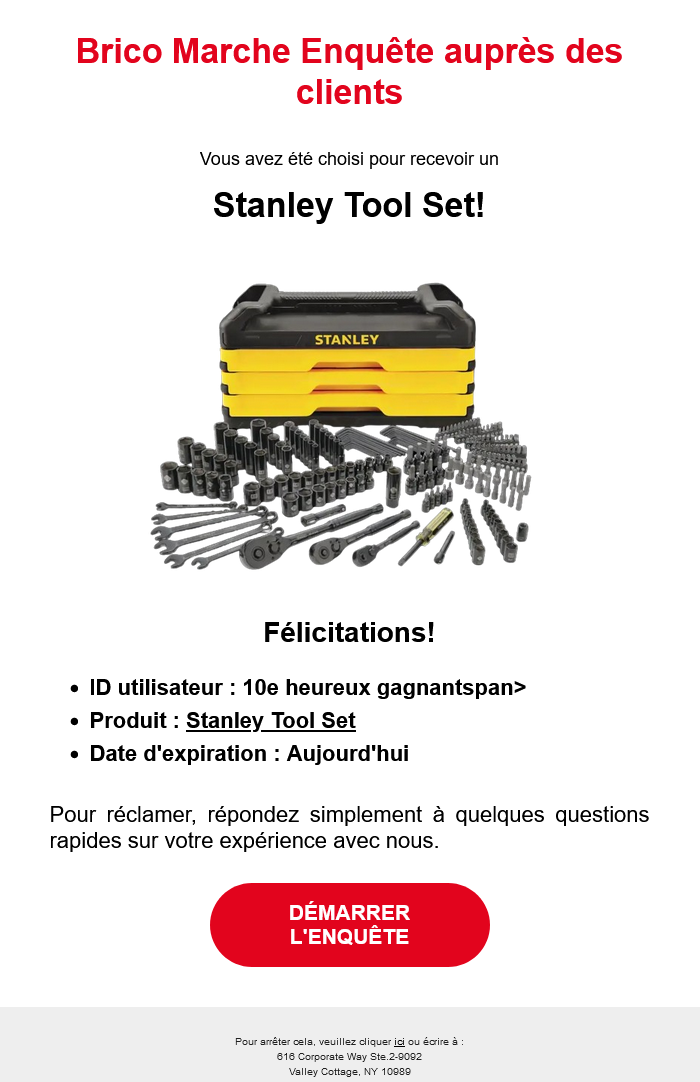 Brico Marche Enquête auprès des
clients
Vous avez été choisi pour recevoir un
Stanley Tool Set!
STANLEY
Félicitations!
• ID utilisateur : 10e heureux gagnantspan>
• Produit : Stanley Tool Set
• Date d'expiration : Aujourd'hui
Pour réclamer, répondez simplement à quelques questions
rapides sur votre expérience avec nous.
DÉMARRER
L'ENQUÊTE
Pour arrêter cela, veuillez cliquer ici ou écrire à :
616 Corporate Way Ste.2-9092
Valley Cottage, NY 10989